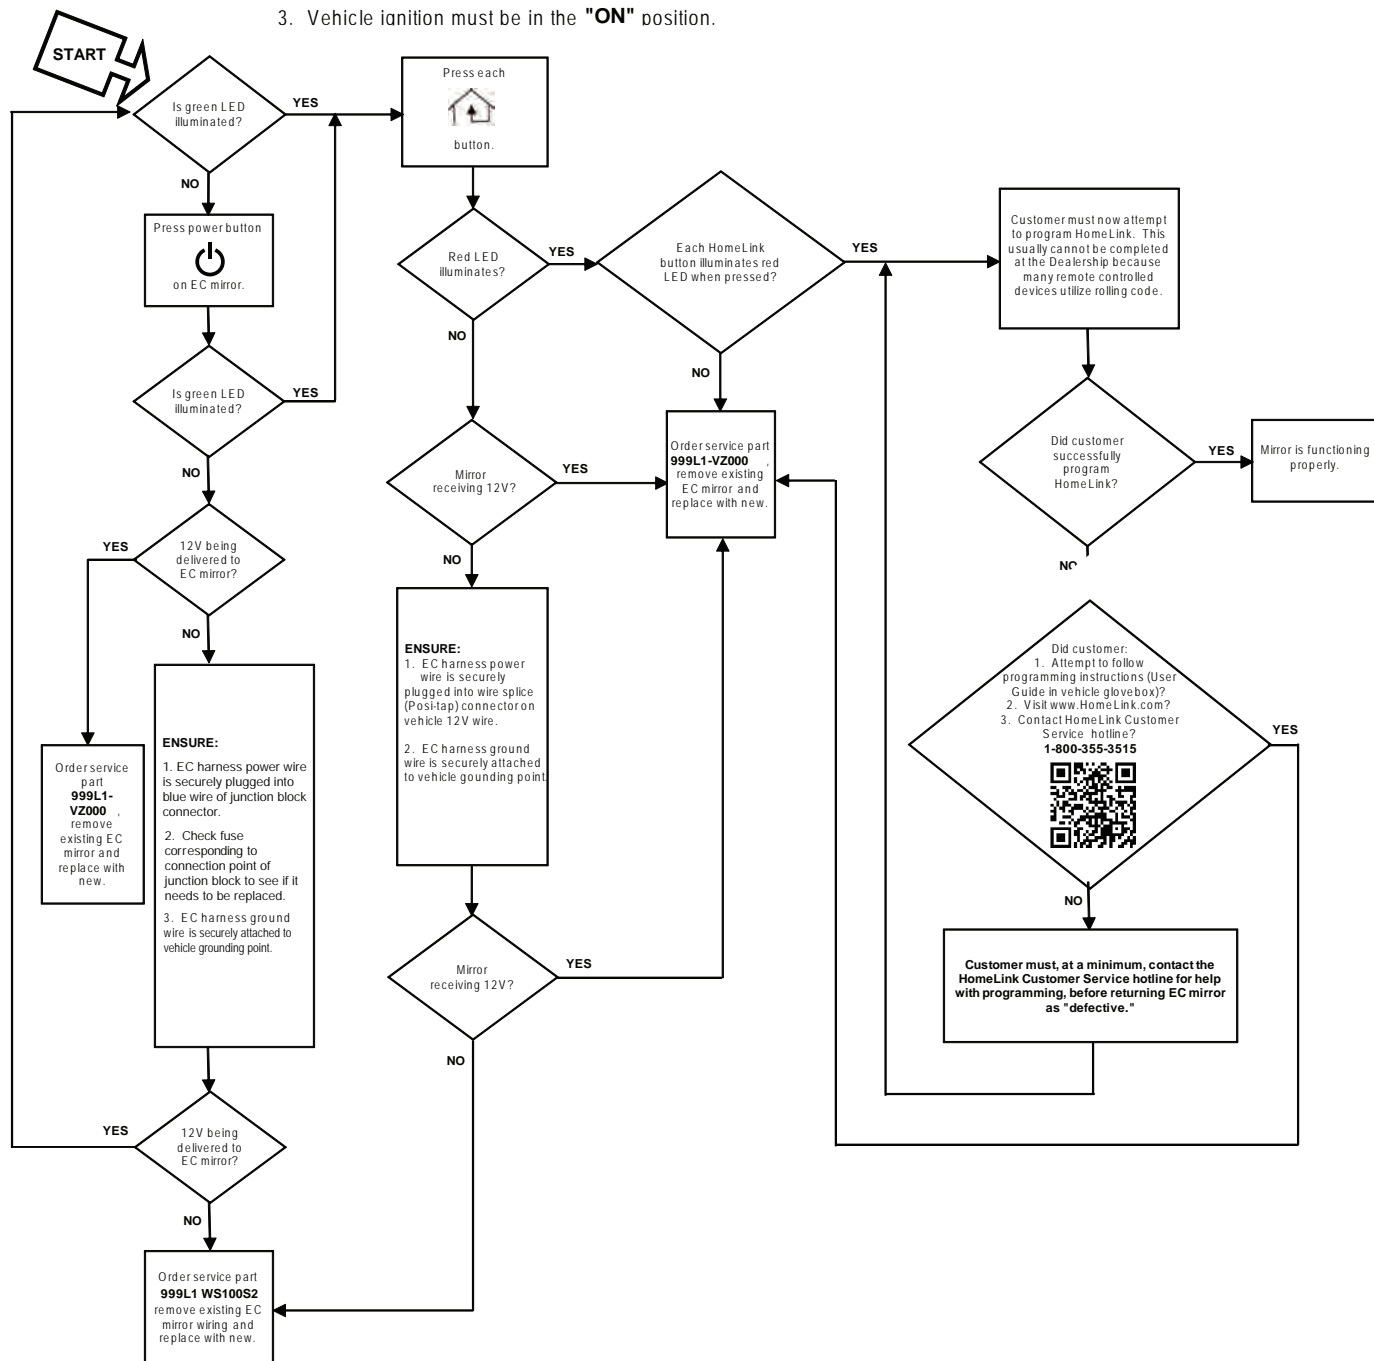 3. Vehicle ignition must be in the "ON" position.
START
Is green LED
illuminated?
YES
NO
Press power button
on EC mirror.
Is green LED
illuminated?
YES
NO
12V being
delivered to
EC mirror?
YES
NO
Order service
part
999L1-
VZ000 ,
remove
existing EC
mirror and
replace with
new.
ENSURE:
1. EC harness power wire
is securely plugged into
blue wire of junction block
connector.
2. Check fuse
corresponding to
connection point of
junction block to see if it
needs to be replaced.
3. EC harness ground
wire is securely attached to
vehicle grounding point.
12V being
delivered to
EC mirror?
YES
NO
Order service part
999L1 WS100S2
remove existing EC
mirror wiring and
replace with new.
Press each
button.
Red LED
illuminates?
YES
NO
Mirror
receiving 12V?
YES
NO
ENSURE:
1. EC harness power
wire is securely
plugged into wire splice
(Posi-tap) connector on
vehicle 12V wire.
2. EC harness ground
wire is securely attached
to vehicle grounding point.
Mirror
receiving 12V?
YES
NO
Each HomeLink
button illuminates red
LED when pressed?
YES
NO
Order service part
999L1-VZ000 ,
remove existing
EC mirror and
replace with new.
Customer must now attempt
to program HomeLink. This
usually cannot be completed
at the Dealership because
many remote controlled
devices utilize rolling code.
Did customer
successfully
program
HomeLink?
YES
NO
Mirror is functioning
properly.
Did customer:
1. Attempt to follow
programming instructions (User
Guide in vehicle glovebox)?
2. Visit www.HomeLink.com?
3. Contact HomeLink Customer
Service hotline?
1-800-355-3515
YES
NO
Customer must, at a minimum, contact the
HomeLink Customer Service hotline for help
with programming, before returning EC mirror
as "defective."